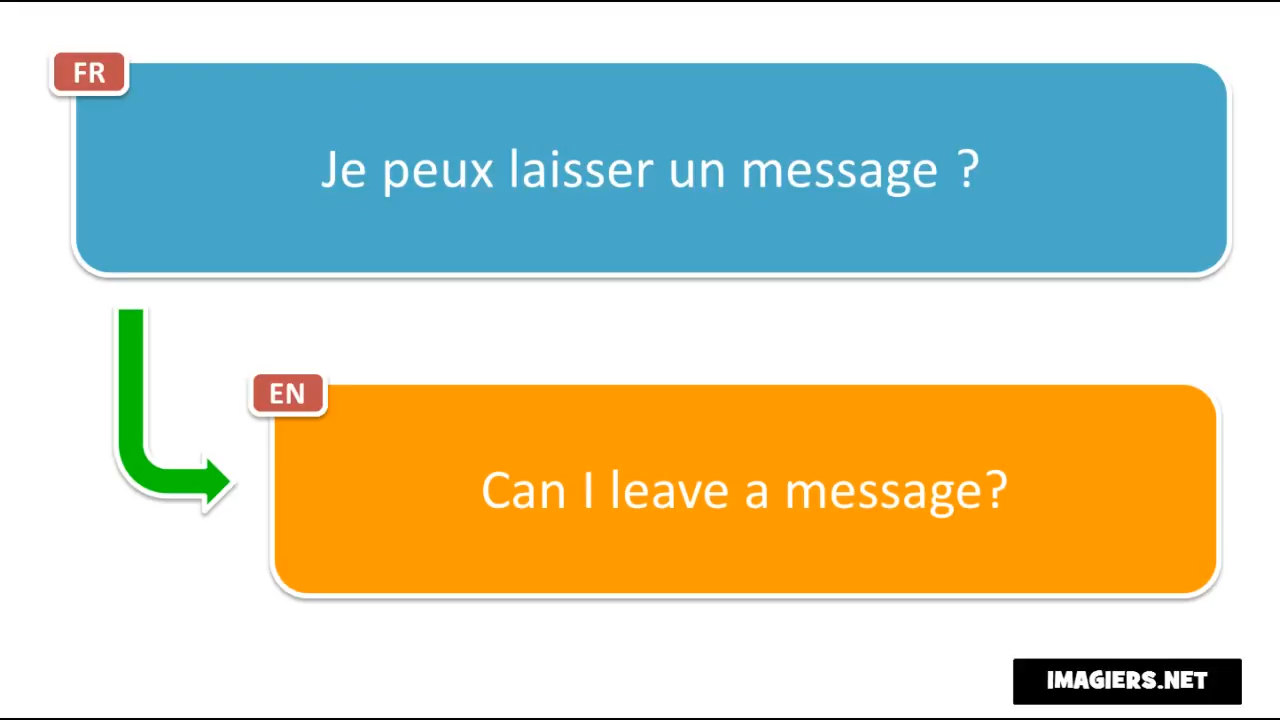 FR
Je peux laisser un message ?
EN
Can I leave a message?
IMAGIERS.NET